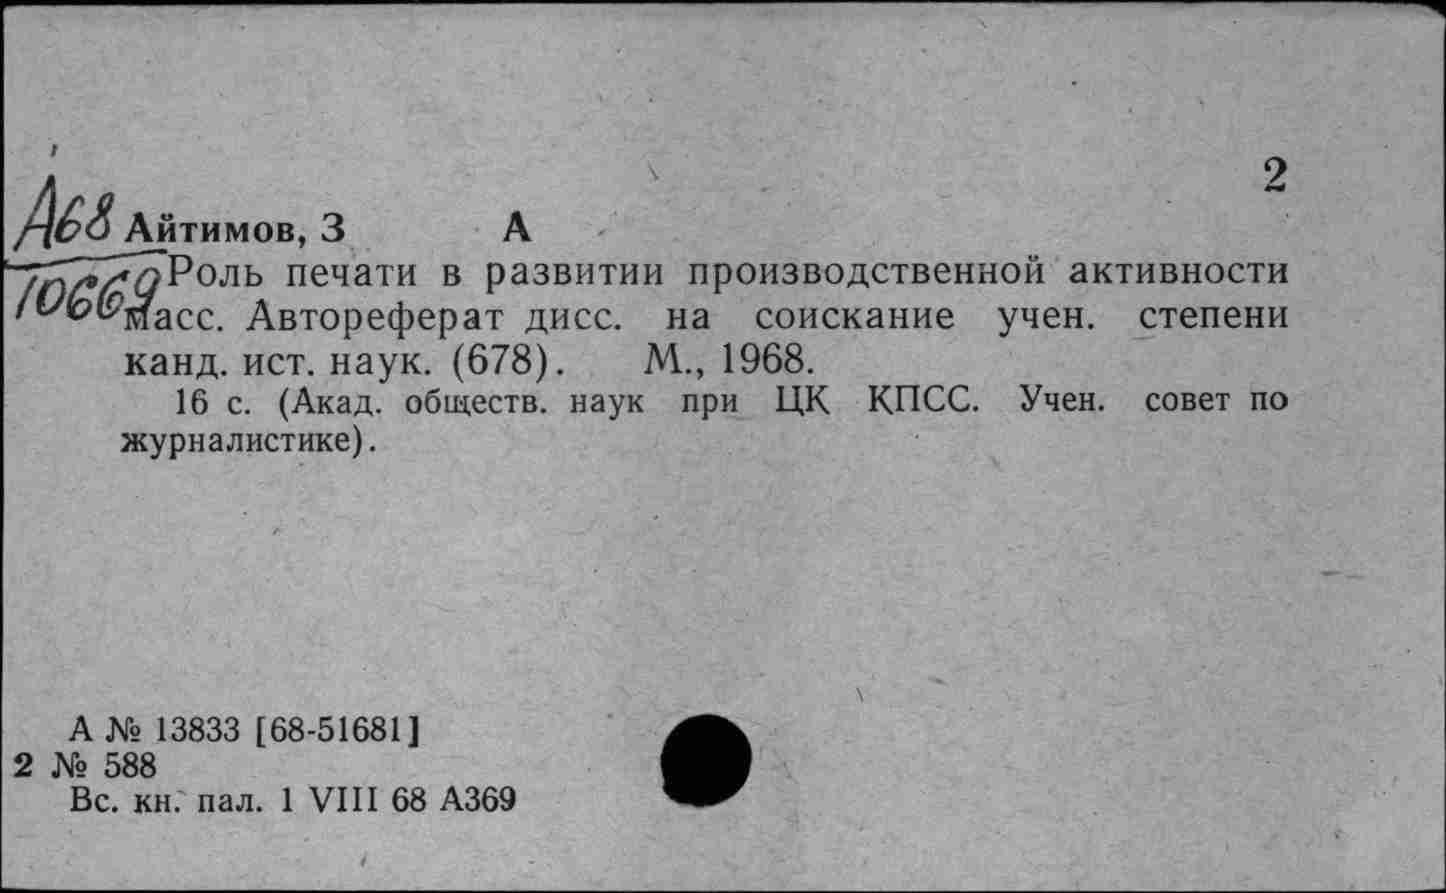 2
А68 Айтимов, З А
10669 Роль печати в развитии производственной активности
масс. Автореферат дисс. на соискание учен. степени
канд. ист. наук. (678). М., 1968.
16 с. (Акад. обществ. наук при ЦК КПСС. Учен. совет по
журналистике).
А № 13833 [68-51681]
2 № 588
Вс. кн. пал. 1 VIII 68 А369